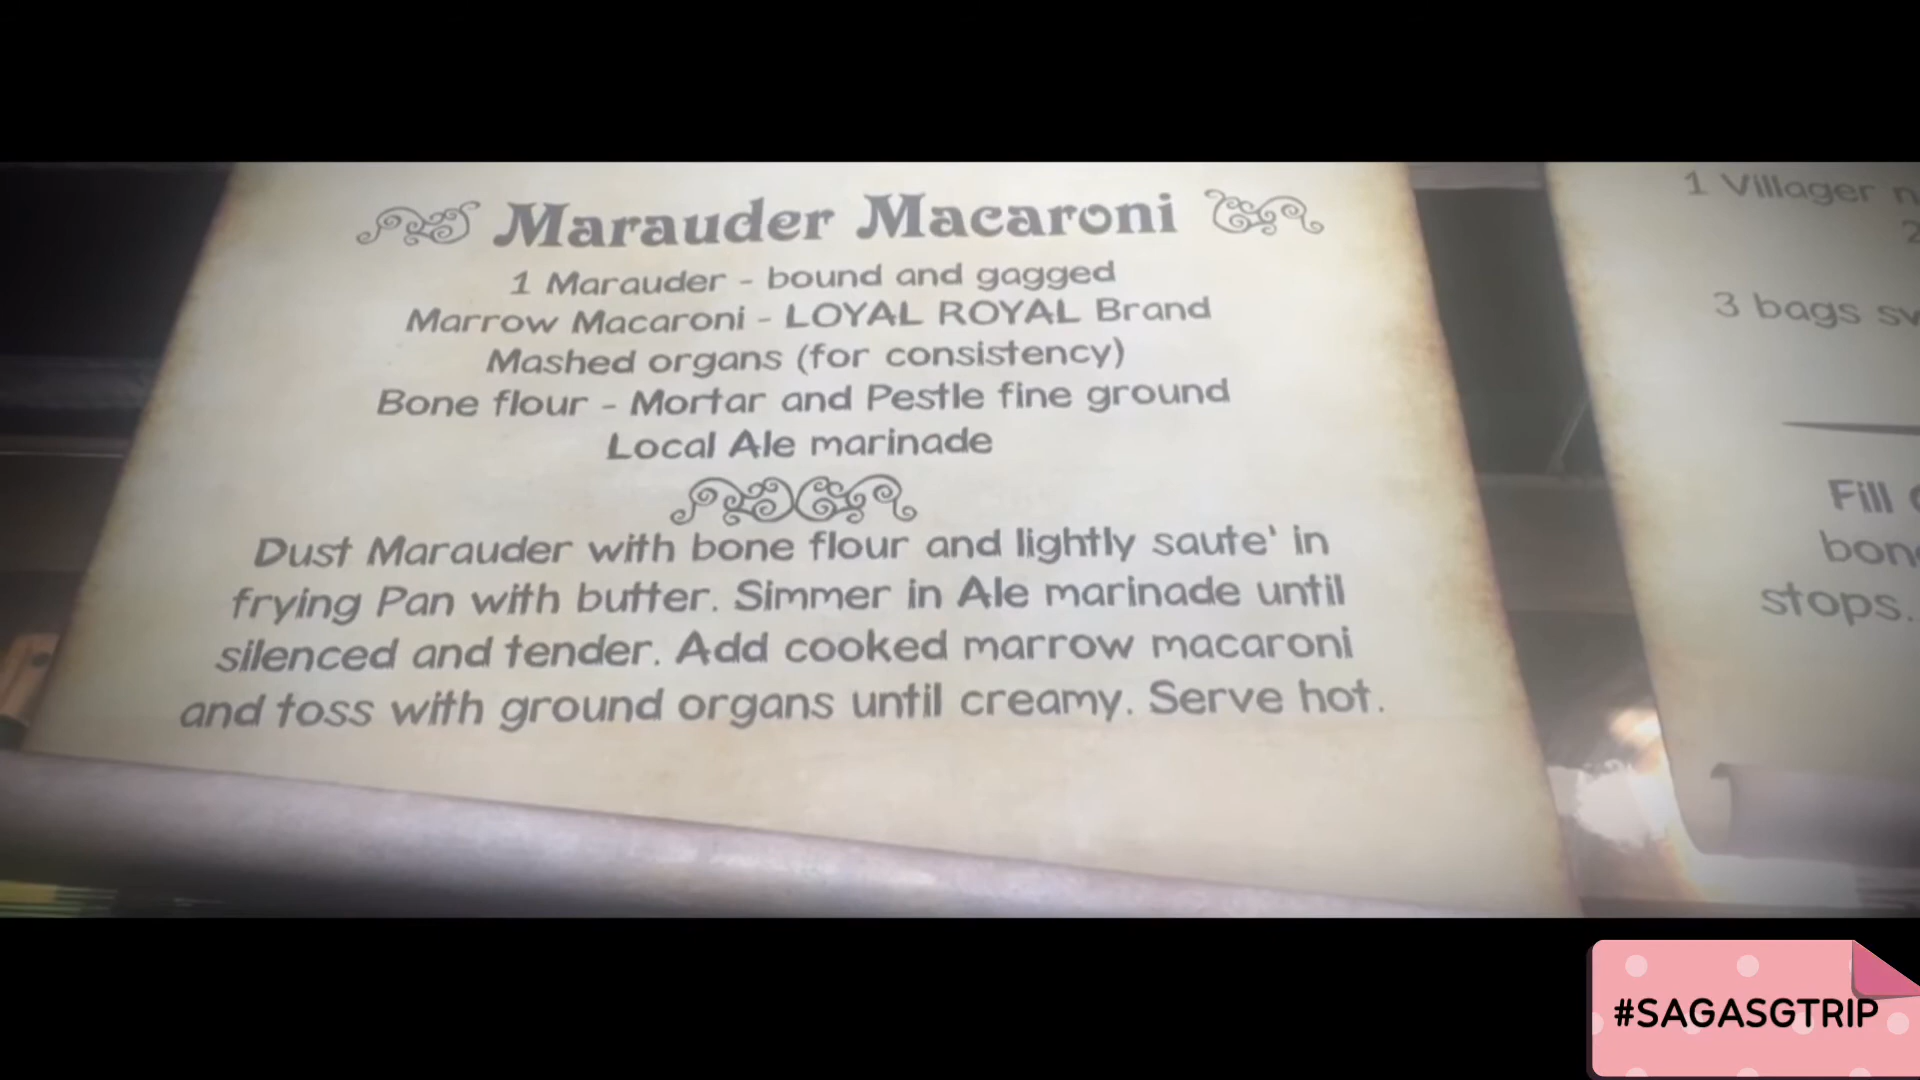 Marauder Macaroni
1 Marauder - bound and gagged
Marrow Macaroni - LOYAL ROYAL Brand
Mashed organs (for consistency)
Bone flour - Mortar and Pestle fine ground
Local Ale marinade
Dust Marauder with bone flour and lightly saute' in
frying Pan with butter. Simmer in Ale marinade until
silenced and tender. Add cooked marrow macaroni
and toss with ground organs until creamy. Serve hot.
1 Villager
3 bags
Fill
stops.
#SAGASGTRIP